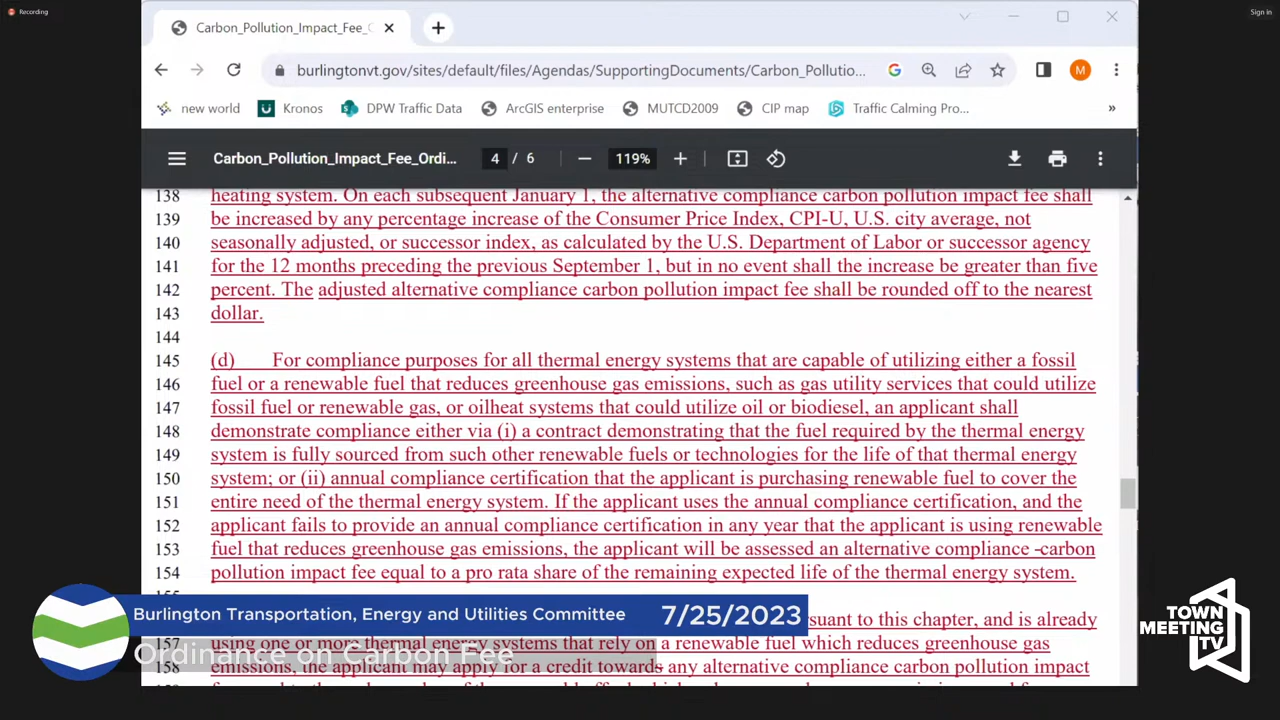 Recording
Sign in
Carbon_Pollution_Impact_Fee_C
burlingtonvt.gov/sites/default/files/Agendas/SupportingDocuments/Carbon_Pollutio...
new world
Kronos
DPW Traffic Data
ArcGIS enterprise
MUTCD2009
CIP map
Traffic Calming Pro...
»
M
Carbon_Pollution_Impact_Fee_Ordi...
4 / 6
119%
138 heating system. On each subsequent January 1, the alternative compliance carbon pollution impact fee shall
139 be increased by any percentage increase of the Consumer Price Index, CPI-U, U.S. city average, not
140 seasonally adjusted, or successor index, as calculated by the U.S. Department of Labor or successor agency
141 for the 12 months preceding the previous September 1, but in no event shall the increase be greater than five
142 percent. The adjusted alternative compliance carbon pollution impact fee shall be rounded off to the nearest
143 dollar.
144
145 (d) For compliance purposes for all thermal energy systems that are capable of utilizing either a fossil
146 fuel or a renewable fuel that reduces greenhouse gas emissions, such as gas utility services that could utilize
147 fossil fuel or renewable gas, or oilheat systems that could utilize oil or biodiesel, an applicant shall
148 demonstrate compliance either via (i) a contract demonstrating that the fuel required by the thermal energy
149 system is fully sourced from such other renewable fuels or technologies for the life of that thermal energy
150 system; or (ii) annual compliance certification that the applicant is purchasing renewable fuel to cover the
151 entire need of the thermal energy system. If the applicant uses the annual compliance certification, and the
152 applicant fails to provide an annual compliance certification in any year that the applicant is using renewable
153 fuel that reduces greenhouse gas emissions, the applicant will be assessed an alternative compliance -carbon
154 pollution impact fee equal to a pro rata share of the remaining expected life of the thermal energy system.
Burlington Transportation, Energy and Utilities Committee 7/25/2023
suant to this chapter, and is already
157 using one or more thermal energy systems that rely on a renewable fuel which reduces greenhouse gas
Ordinance on Carbon Fee
158 emissions, the applicant may apply for a credit towards any alternative compliance carbon pollution impact
TOWN
MEETING
TV